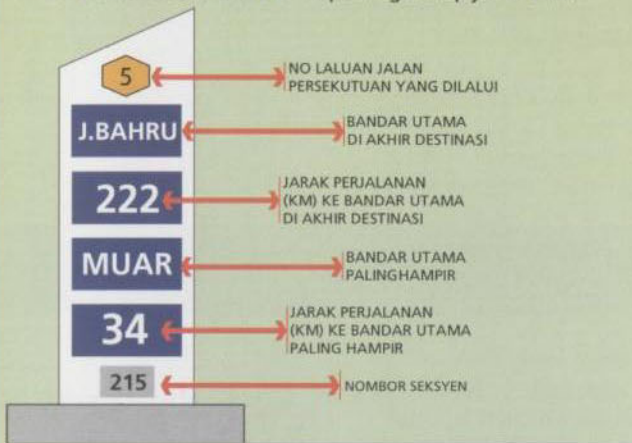 5
NO LALUAN JALAN
PERSEKUTUAN YANG DILALUI
J.BAHRU
BANDAR UTAMA
DI AKHIR DESTINASI
222
JARAK PERJALANAN
(KM) KE BANDAR UTAMA
DI AKHIR DESTINASI
MUAR
BANDAR UTAMA
PALINGHAMPIR
34
JARAK PERJALANAN
(KM) KE BANDAR UTAMA
PALING HAMPIR
215
NOMBOR SEKSYEN